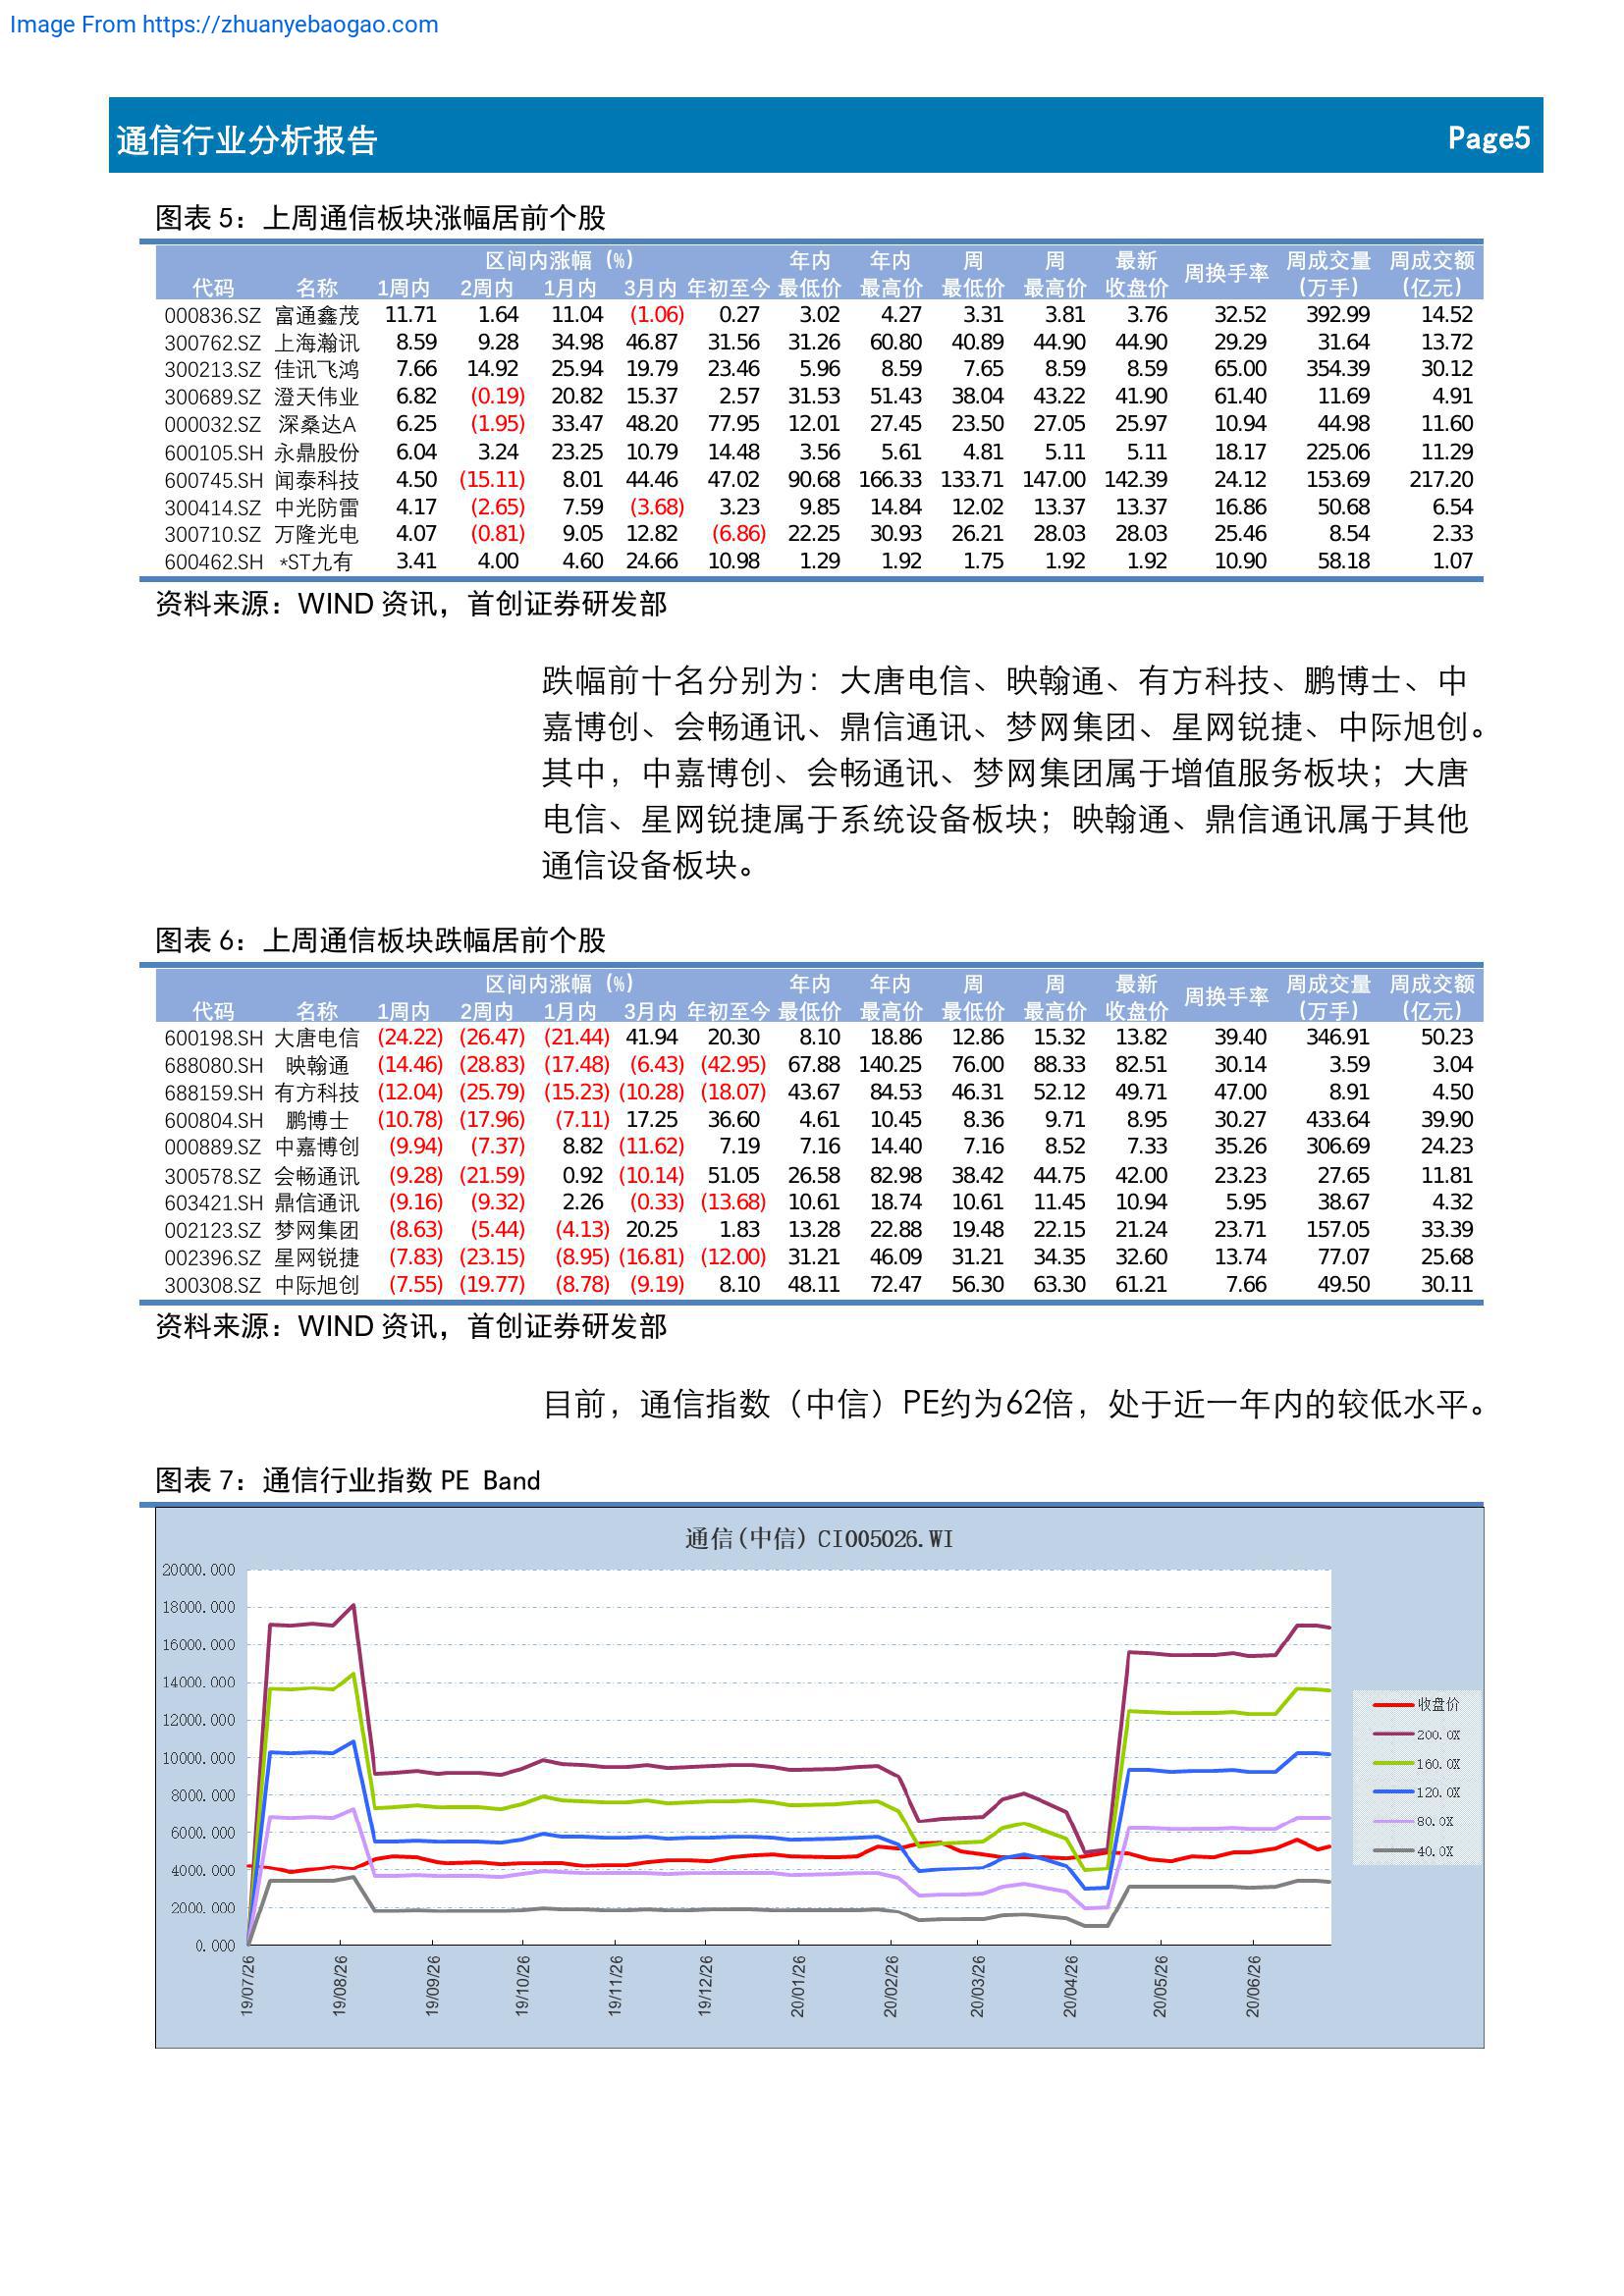 Image From https://zhuanyebaogao.com
通信行业分析报告 Page5
图表 5：上周通信板块涨幅居前个股
区间内涨幅（%） 年内 年内 周 周 最新 周换手率 周成交量 周成交额
代码 名称 1周内 2周内 1月内 3月内 年初至今 最低价 最高价 最低价 最高价 收盘价 （万手） （亿元）
000836.SZ 富通鑫茂 11.71 1.64 11.04 (1.06) 0.27 3.02 4.27 3.31 3.81 3.76 32.52 392.99 14.52
300762.SZ 上海瀚讯 8.59 9.28 34.98 46.87 31.56 31.26 60.80 40.89 44.90 44.90 29.29 31.64 13.72
300213.SZ 佳讯飞鸿 7.66 14.92 25.94 19.79 23.46 5.96 8.59 7.65 8.59 8.59 65.00 354.39 30.12
300689.SZ 澄天伟业 6.82 (0.19) 20.82 15.37 2.57 31.53 51.43 38.04 43.22 41.90 61.40 11.69 4.91
000032.SZ 深桑达A 6.25 (1.95) 33.47 48.20 77.95 12.01 27.45 23.50 27.05 25.97 10.94 44.98 11.60
600105.SH 永鼎股份 6.04 3.24 23.25 10.79 14.48 3.56 5.61 4.81 5.11 5.11 18.17 225.06 11.29
600745.SH 闻泰科技 4.50 (15.11) 8.01 44.46 47.02 90.68 166.33 133.71 147.00 142.39 24.12 153.69 217.20
300414.SZ 中光防雷 4.17 (2.65) 7.59 (3.68) 3.23 9.85 14.84 12.02 13.37 13.37 16.86 50.68 6.54
300710.SZ 万隆光电 4.07 (0.81) 9.05 12.82 (6.86) 22.25 30.93 26.21 28.03 28.03 25.46 8.54 2.33
600462.SH *ST九有 3.41 4.00 4.60 24.66 10.98 1.29 1.92 1.75 1.92 1.92 10.90 58.18 1.07
资料来源：WIND 资讯，首创证券研发部
跌幅前十名分别为：大唐电信、映翰通、有方科技、鹏博士、中
嘉博创、会畅通讯、鼎信通讯、梦网集团、星网锐捷、中际旭创。
其中，中嘉博创、会畅通讯、梦网集团属于增值服务板块；大唐
电信、星网锐捷属于系统设备板块；映翰通、鼎信通讯属于其他
通信设备板块。
图表 6：上周通信板块跌幅居前个股
区间内涨幅（%） 年内 年内 周 周 最新 周换手率 周成交量 周成交额
代码 名称 1周内 2周内 1月内 3月内 年初至今 最低价 最高价 最低价 最高价 收盘价 （万手） （亿元）
600198.SH 大唐电信 (24.22) (26.47) (21.44) 41.94 20.30 8.10 18.86 12.86 15.32 13.82 39.40 346.91 50.23
688080.SH 映翰通 (14.46) (28.83) (17.48) (6.43) (42.95) 67.88 140.25 76.00 88.33 82.51 30.14 3.59 3.04
688159.SH 有方科技 (12.04) (25.79) (15.23) (10.28) (18.07) 43.67 84.53 46.31 52.12 49.71 47.00 8.91 4.50
600804.SH 鹏博士 (10.78) (17.96) (7.11) 17.25 36.60 4.61 10.45 8.36 9.71 8.95 30.27 433.64 39.90
000889.SZ 中嘉博创 (9.94) (7.37) 8.82 (11.62) 7.19 7.16 14.40 7.16 8.52 7.33 35.26 306.69 24.23
300578.SZ 会畅通讯 (9.28) (21.59) 0.92 (10.14) 51.05 26.58 82.98 38.42 44.75 42.00 23.23 27.65 11.81
603421.SH 鼎信通讯 (9.16) (9.32) 2.26 (0.33) (13.68) 10.61 18.74 10.61 11.45 10.94 5.95 38.67 4.32
002123.SZ 梦网集团 (8.63) (5.44) (4.13) 20.25 1.83 13.28 22.88 19.48 22.15 21.24 23.71 157.05 33.39
002396.SZ 星网锐捷 (7.83) (23.15) (8.95) (16.81) (12.00) 31.21 46.09 31.21 34.35 32.60 13.74 77.07 25.68
300308.SZ 中际旭创 (7.55) (19.77) (8.78) (9.19) 8.10 48.11 72.47 56.30 63.30 61.21 7.66 49.50 30.11
资料来源：WIND 资讯，首创证券研发部
目前，通信指数（中信）PE约为62倍，处于近一年内的较低水平。
图表 7：通信行业指数 PE Band
通信(中信) CI005026.WI
20000.000
18000.000
16000.000
14000.000
12000.000
10000.000
8000.000
6000.000
4000.000
2000.000
0.000
收盘价
200.0X
160.0X
120.0X
80.0X
40.0X
19/07/26 19/08/26 19/09/26 19/10/26 19/11/26 19/12/26 20/01/26 20/02/26 20/03/26 20/04/26 20/05/26 20/06/26